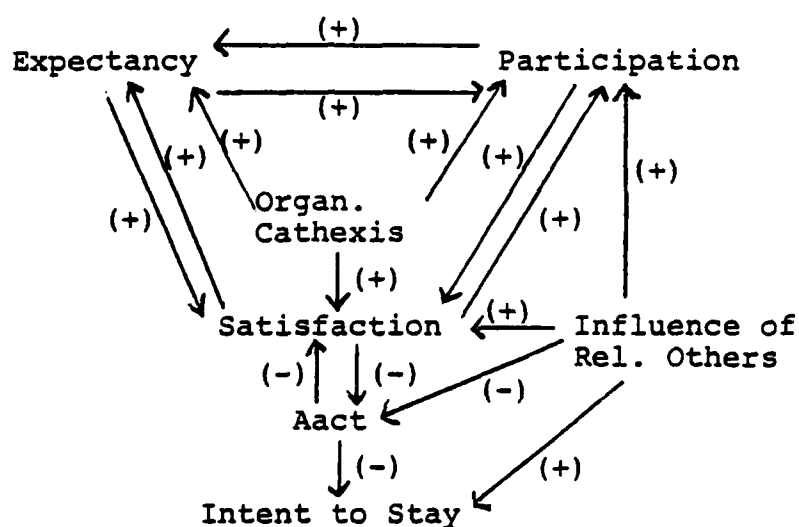 (+)
Expectancy Participation
(+)
(+) (+) (+) (+)
(+)
Organ.
(+) (+)
Cathexis
(+)
Satisfaction (+) Influence of
Rel. Others
(-) (-)
(-)
Aact
(-) (+)
Intent to Stay